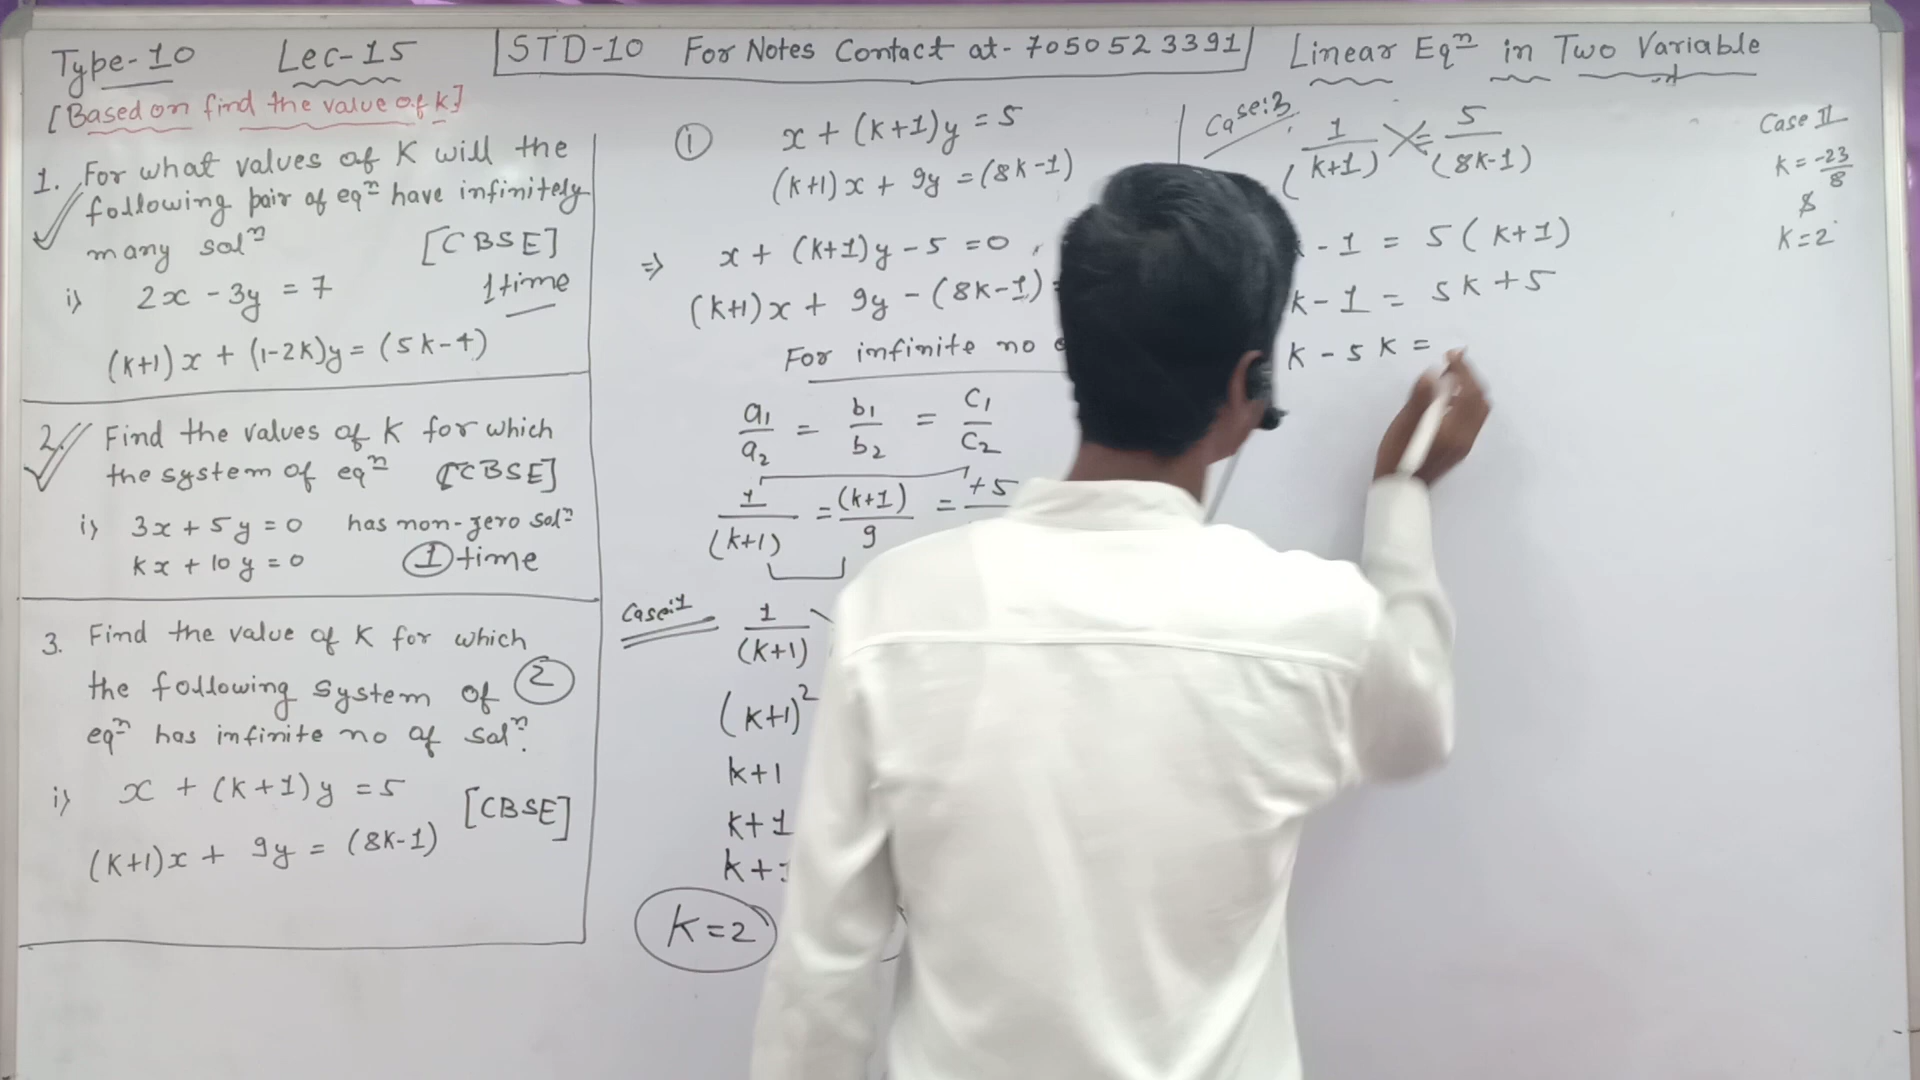 Type-10 Lec-15 STD-10 For Notes Contact at- 7050523391 Linear Eqⁿ in Two Variable
[Based on find the value of k]
1. For what values of K will the
following pair of eqⁿ have infinitely
many solⁿ [CBSE]
i) 2x - 3y = 7 1 time
(k+1)x + (1-2k)y = (5k-4)
2. Find the values of K for which
the system of eqⁿ [CBSE]
i) 3x + 5y = 0 has non-zero solⁿ
kx + 10y = 0 1 time
3. Find the value of K for which
the following system of 2
eqⁿ has infinite no of solⁿ.
i) x + (k+1)y = 5
[CBSE]
(k+1)x + 9y = (8k-1)
① x + (k+1)y = 5
(k+1)x + 9y = (8k-1)
⇒ x + (k+1)y - 5 = 0
(k+1)x + 9y - (8k-1)
For infinite no
a₁/a₂ = b₁/b₂ = c₁/c₂
1/(k+1) = (k+1)/9 = +5
Case:1 1/(k+1)
(k+1)²
k+1
k+1
k+
k=2
Case:3 1/(k+1) = 5/(8k-1)
k-1 = 5(k+1)
k-1 = 5k+5
k-5k =
Case II
k = -23/8
&
k=2